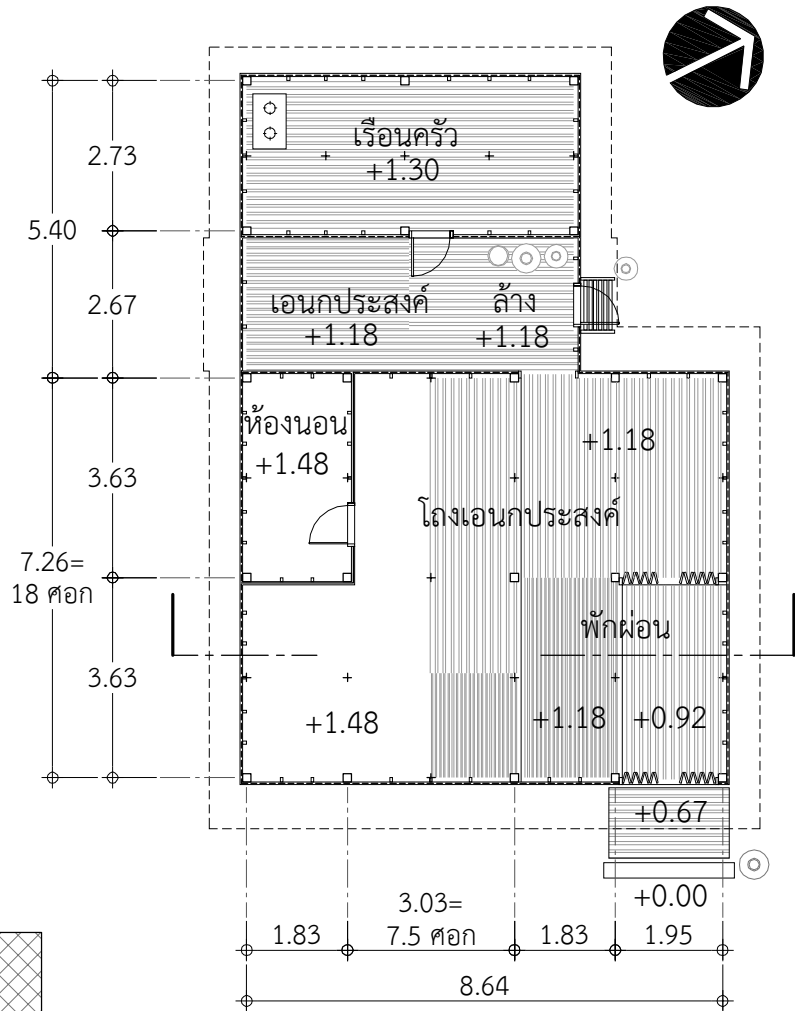 เรือนครัว
+1.30
2.73
5.40
2.67
เอนกประสงค์
+1.18
ล้าง
+1.18
ห้องนอน
+1.48
+1.18
3.63
โถงเอนกประสงค์
7.26=
18 ศอก
พักผ่อน
3.63
+1.48
+1.18
+0.92
+0.67
+0.00
1.83
3.03=
7.5 ศอก
1.83
1.95
8.64